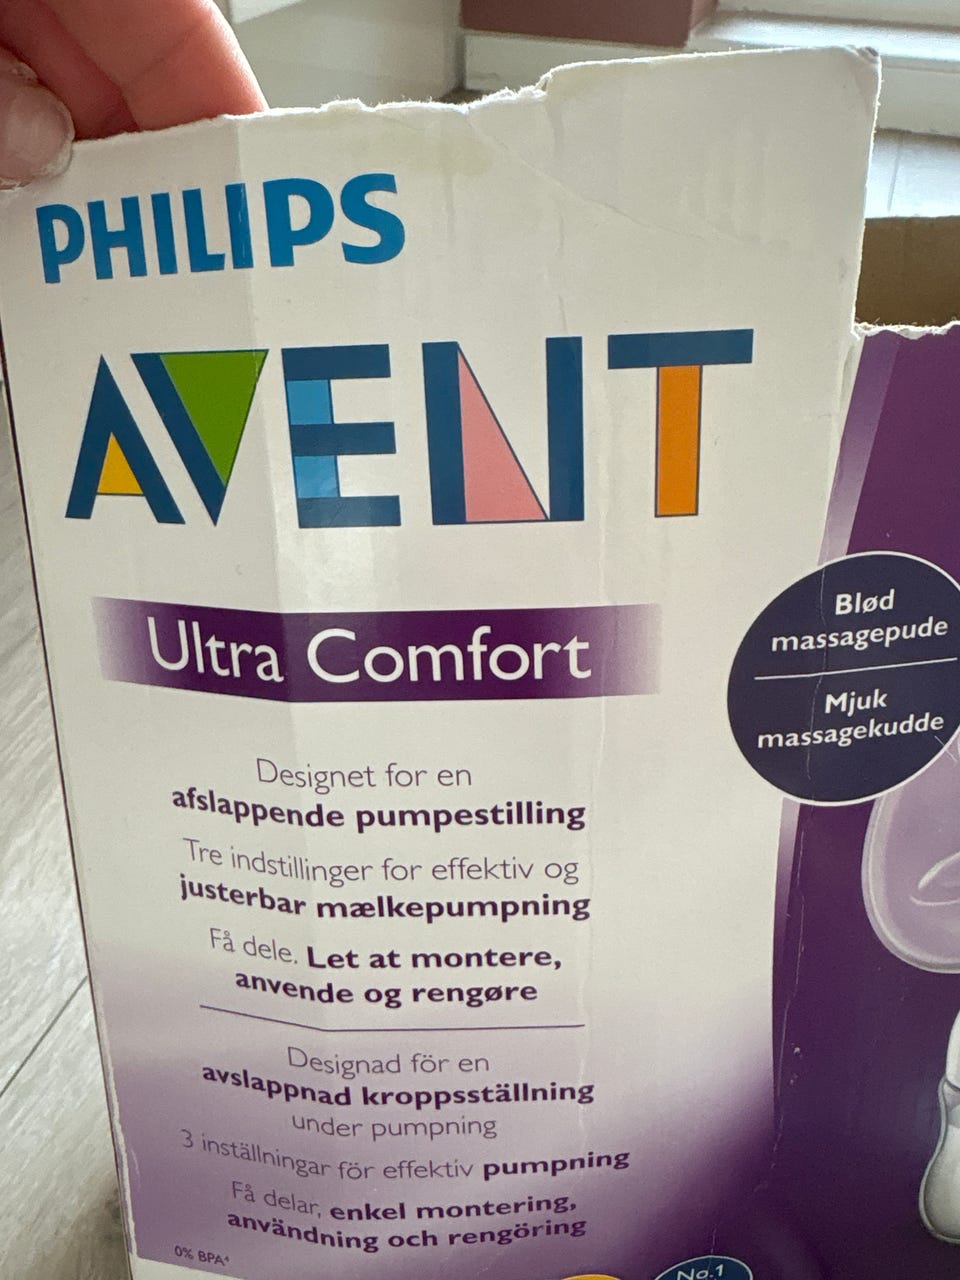 PHILIPS
AVENT
Ultra Comfort
Blød
massagepude
Mjuk
massagekudde
Designet for en
afslappende pumpestilling
Tre indstillinger for effektiv og
justerbar mælkepumpning
Få dele. Let at montere,
anvende og rengøre
Designad för en
avslappnad kroppsställning
under pumpning
3 inställningar för effektiv pumpning
Få delar, enkel montering,
användning och rengöring
0% BPA⁴
No.1